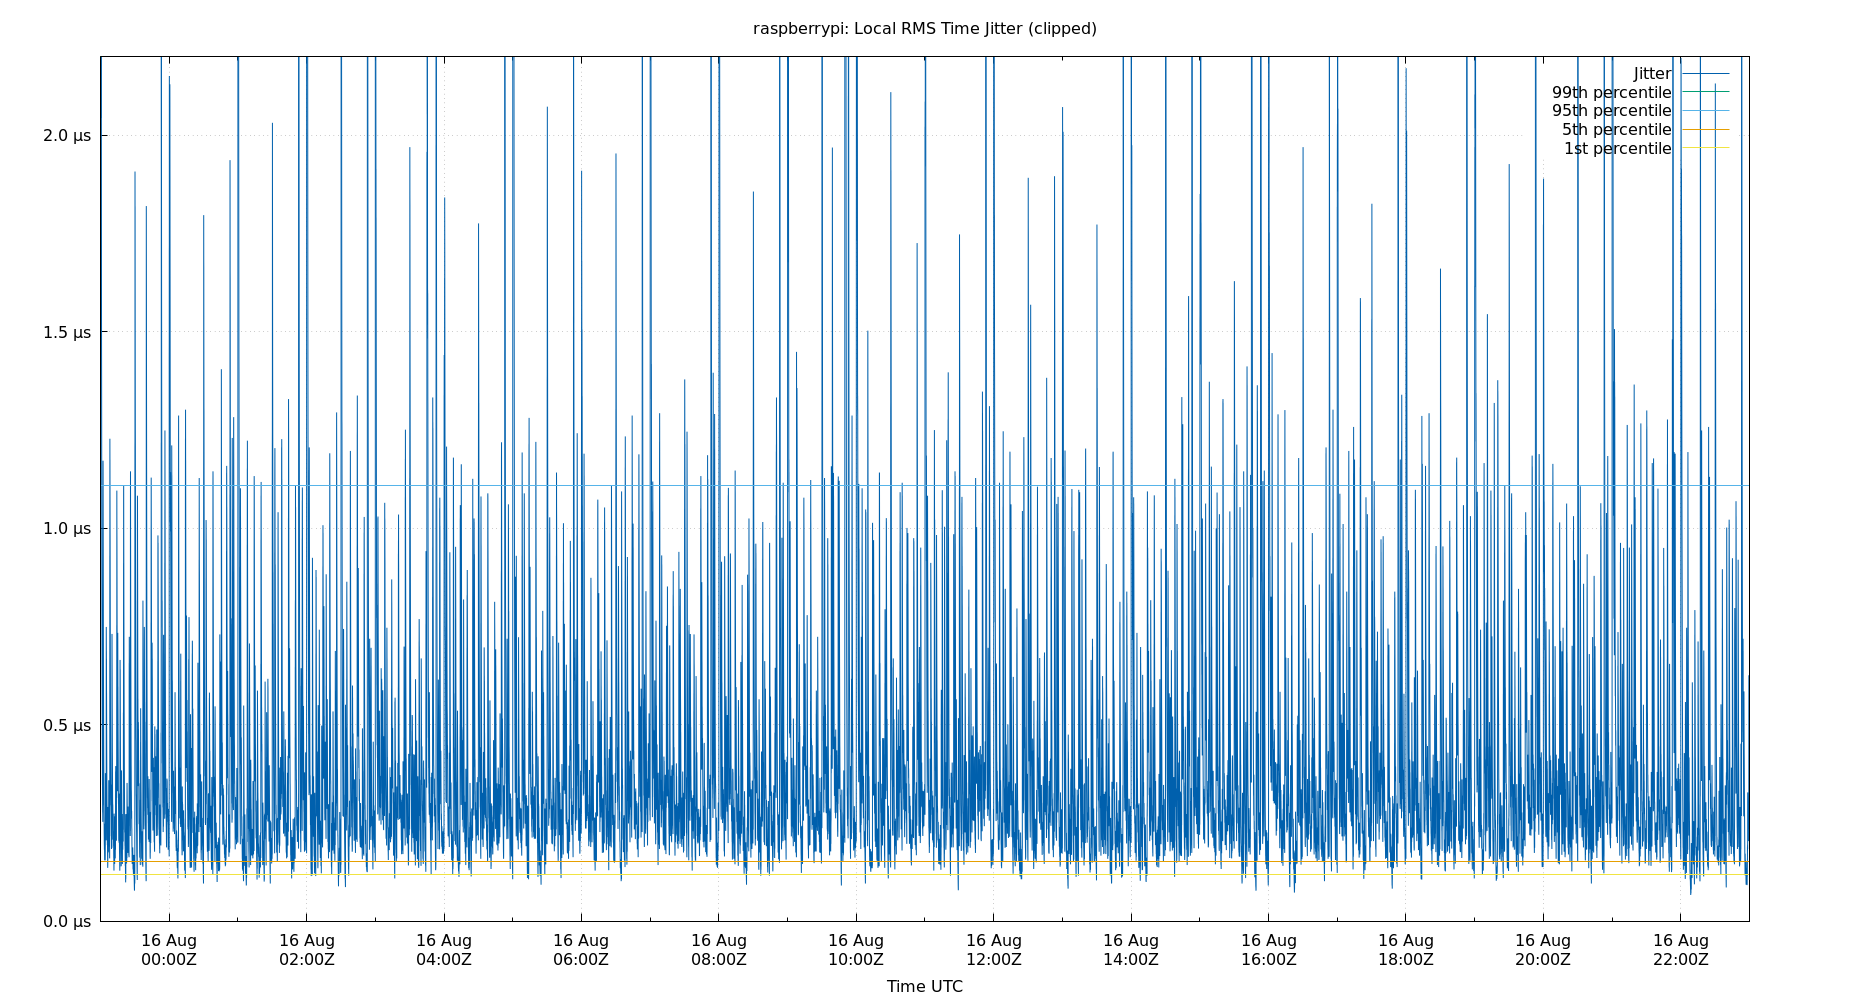 raspberrypi: Local RMS Time Jitter (clipped)
Jitter
99th percentile
95th percentile
5th percentile
1st percentile
2.0 µs
1.5 µs
1.0 µs
0.5 µs
0.0 µs
16 Aug 16 Aug 16 Aug 16 Aug 16 Aug 16 Aug 16 Aug 16 Aug 16 Aug 16 Aug 16 Aug 16 Aug
00:00Z 02:00Z 04:00Z 06:00Z 08:00Z 10:00Z 12:00Z 14:00Z 16:00Z 18:00Z 20:00Z 22:00Z
Time UTC